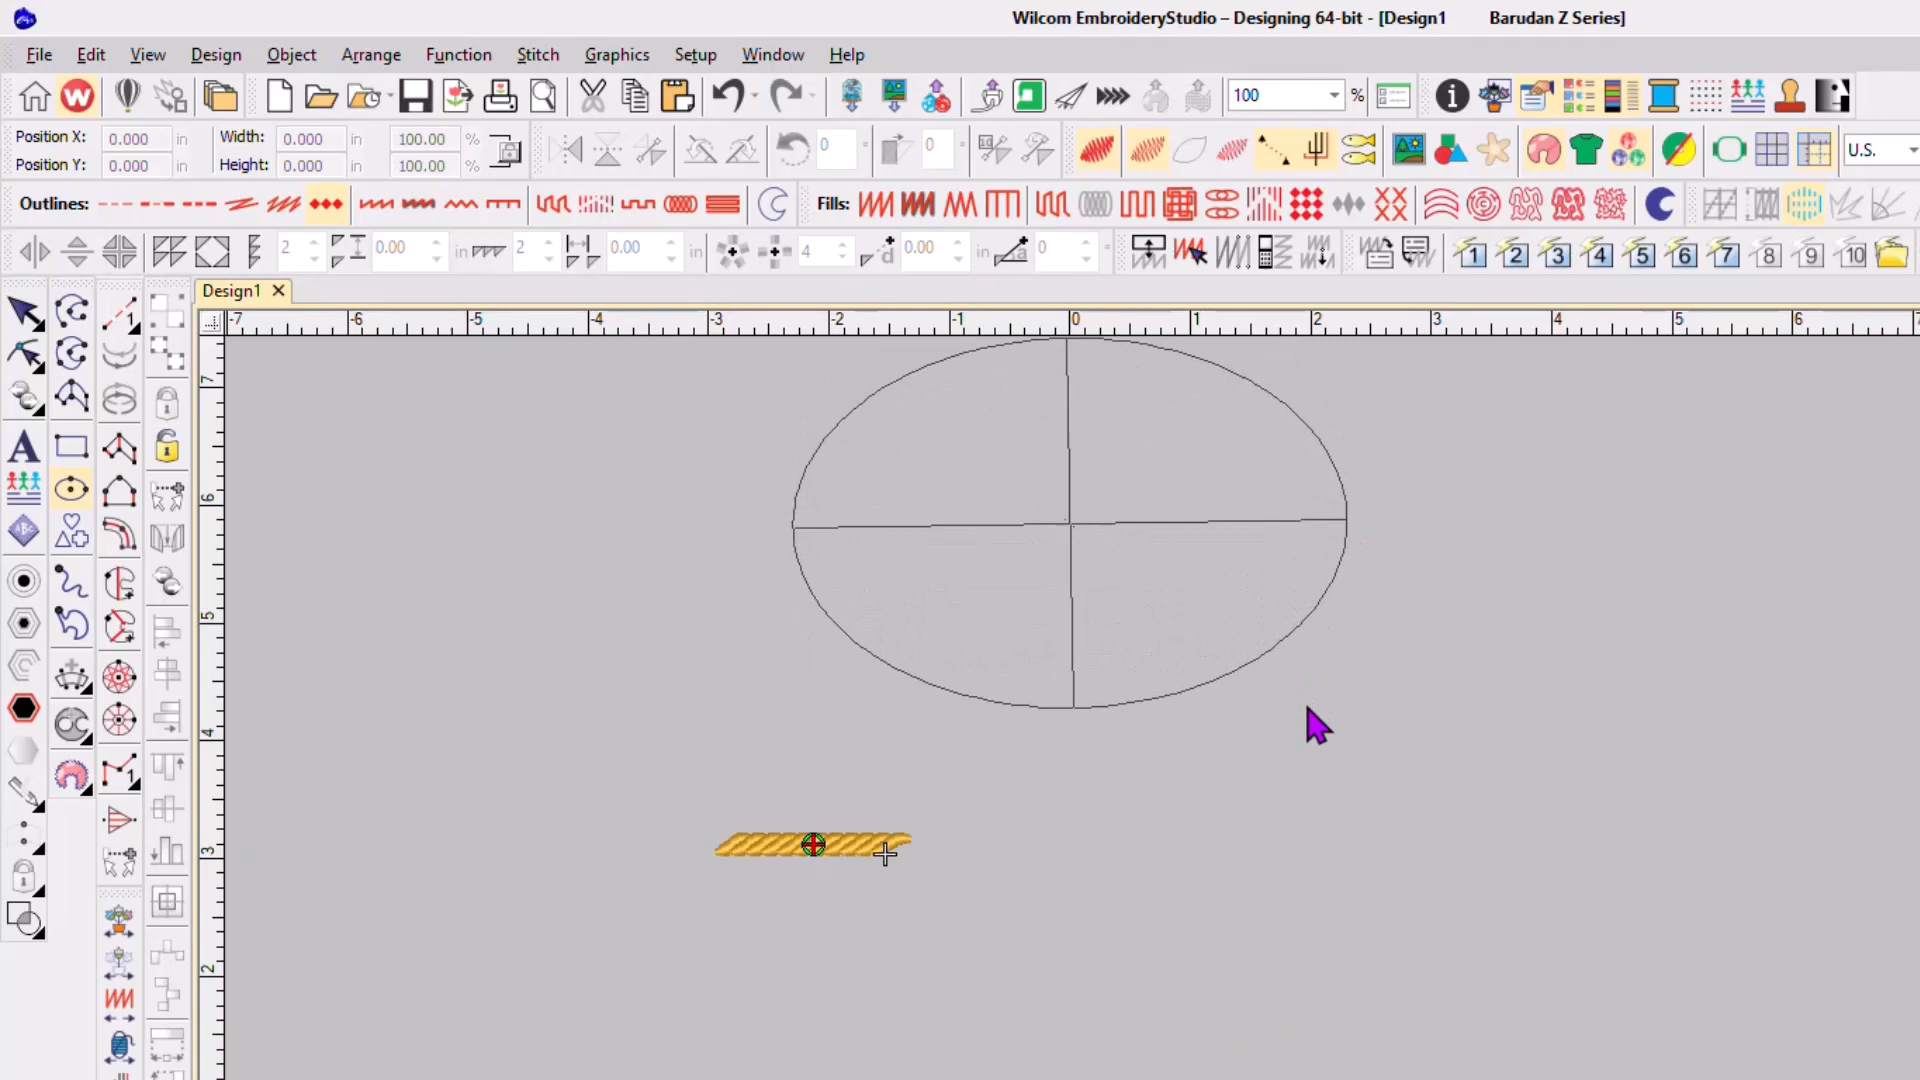 Wilcom EmbroideryStudio – Designing 64-bit - [Design1 Barudan Z Series]
File Edit View Design Object Arrange Function Stitch Graphics Setup Window Help
100 %
Position X: 0.000 in Width: 0.000 in 100.00 % 0 0 U.S.
Position Y: 0.000 in Height: 0.000 in 100.00 %
Outlines: Fills:
2 0.00 in 2 0.00 in 4 0.00 in 0 1 2 3 4 5 6 7 8 9 10
Design1
-7 -6 -5 -4 -3 -2 -1 0 1 2 3 4 5 6 7
7
6
5
4
3
2